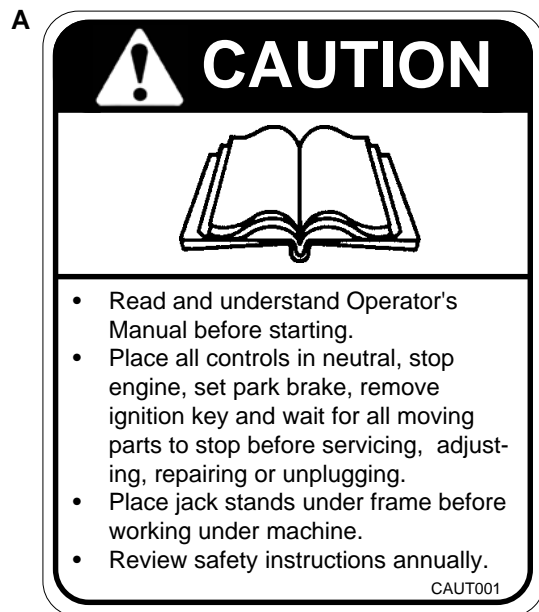 A
CAUTION
• Read and understand Operator's
Manual before starting.
• Place all controls in neutral, stop
engine, set park brake, remove
ignition key and wait for all moving
parts to stop before servicing,  adjust-
ing, repairing or unplugging.
• Place jack stands under frame before
working under machine.
• Review safety instructions annually.
CAUT001